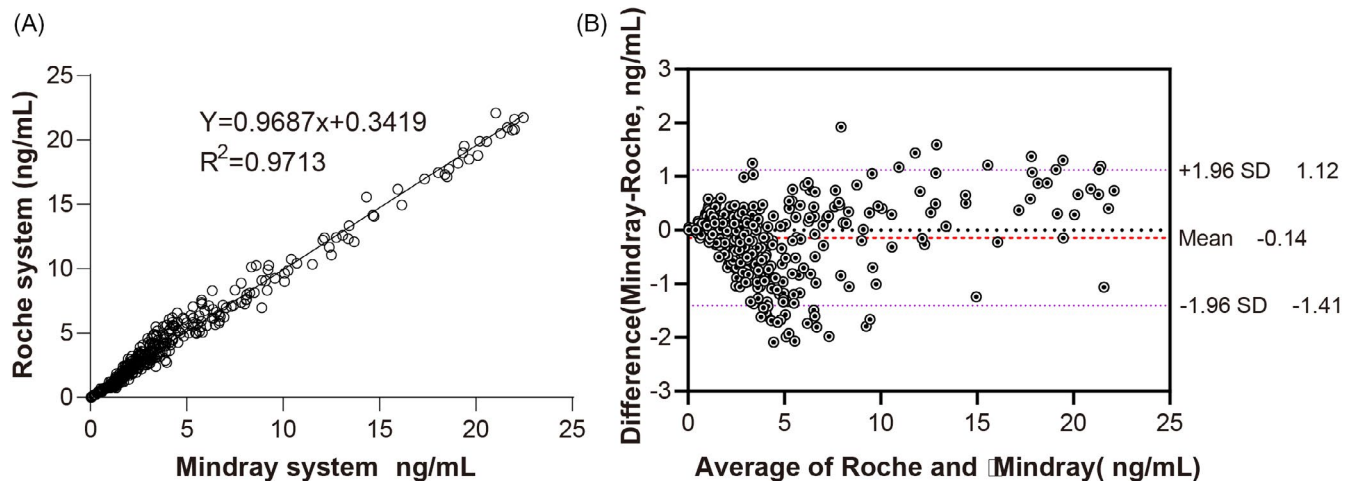 (A)
Roche system (ng/mL)
25
20
15
10
5
0
Y=0.9687x+0.3419
R²=0.9713
0 5 10 15 20 25
Mindray system ng/mL
(B)
Difference(Mindray-Roche, ng/mL)
3
2
1
0
-1
-2
-3
+1.96 SD 1.12
Mean -0.14
-1.96 SD -1.41
0 5 10 15 20 25
Average of Roche and □Mindray( ng/mL)